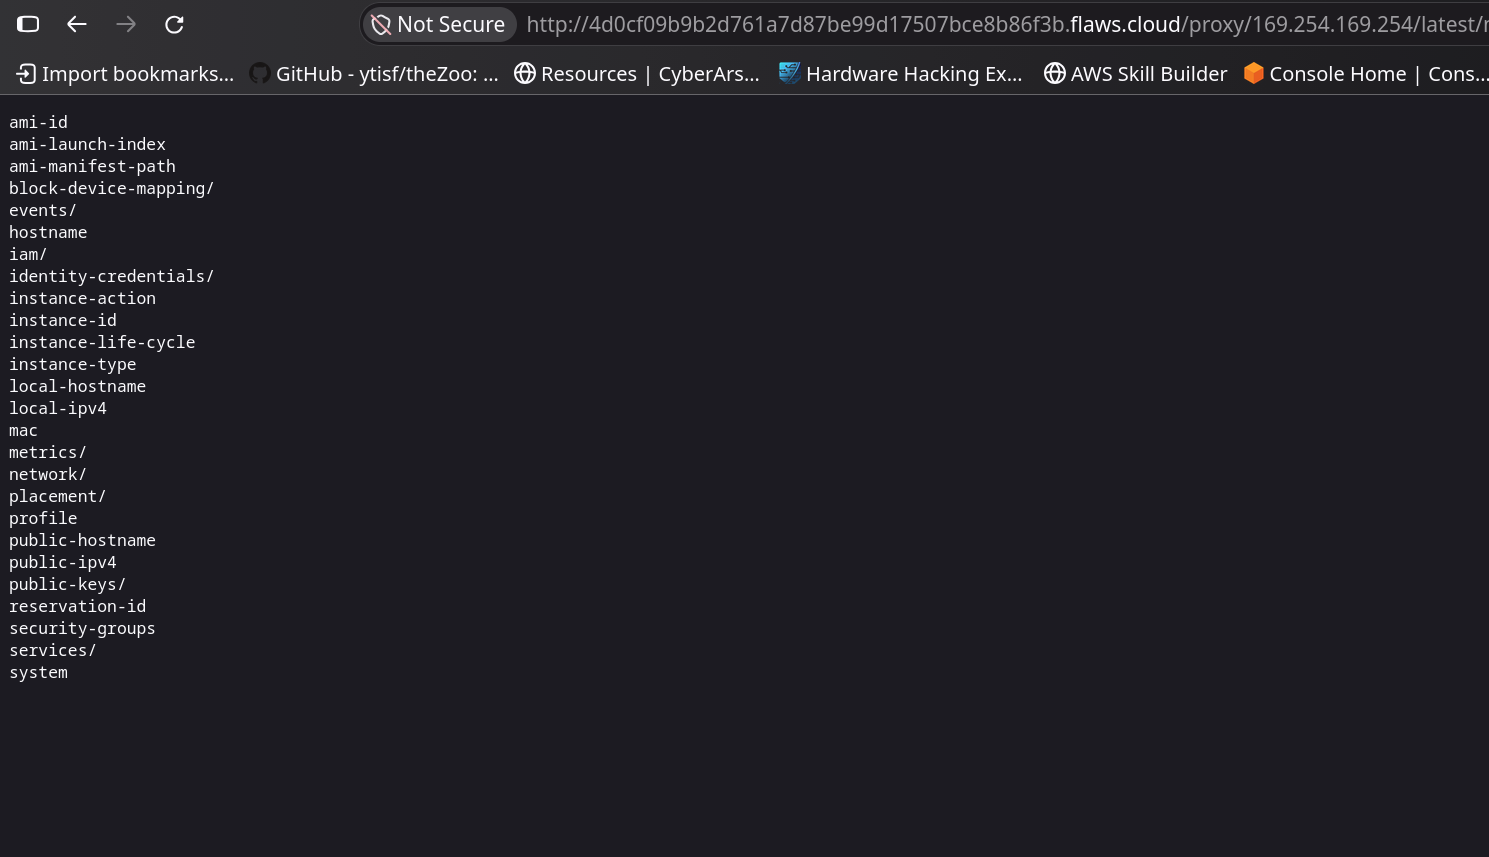 Not Secure http://4d0cf09b9b2d761a7d87be99d17507bce8b86f3b.flaws.cloud/proxy/169.254.169.254/latest/
Import bookmarks... GitHub - ytisf/theZoo: ... Resources | CyberArs... Hardware Hacking Ex... AWS Skill Builder Console Home | Cons...
ami-id
ami-launch-index
ami-manifest-path
block-device-mapping/
events/
hostname
iam/
identity-credentials/
instance-action
instance-id
instance-life-cycle
instance-type
local-hostname
local-ipv4
mac
metrics/
network/
placement/
profile
public-hostname
public-ipv4
public-keys/
reservation-id
security-groups
services/
system